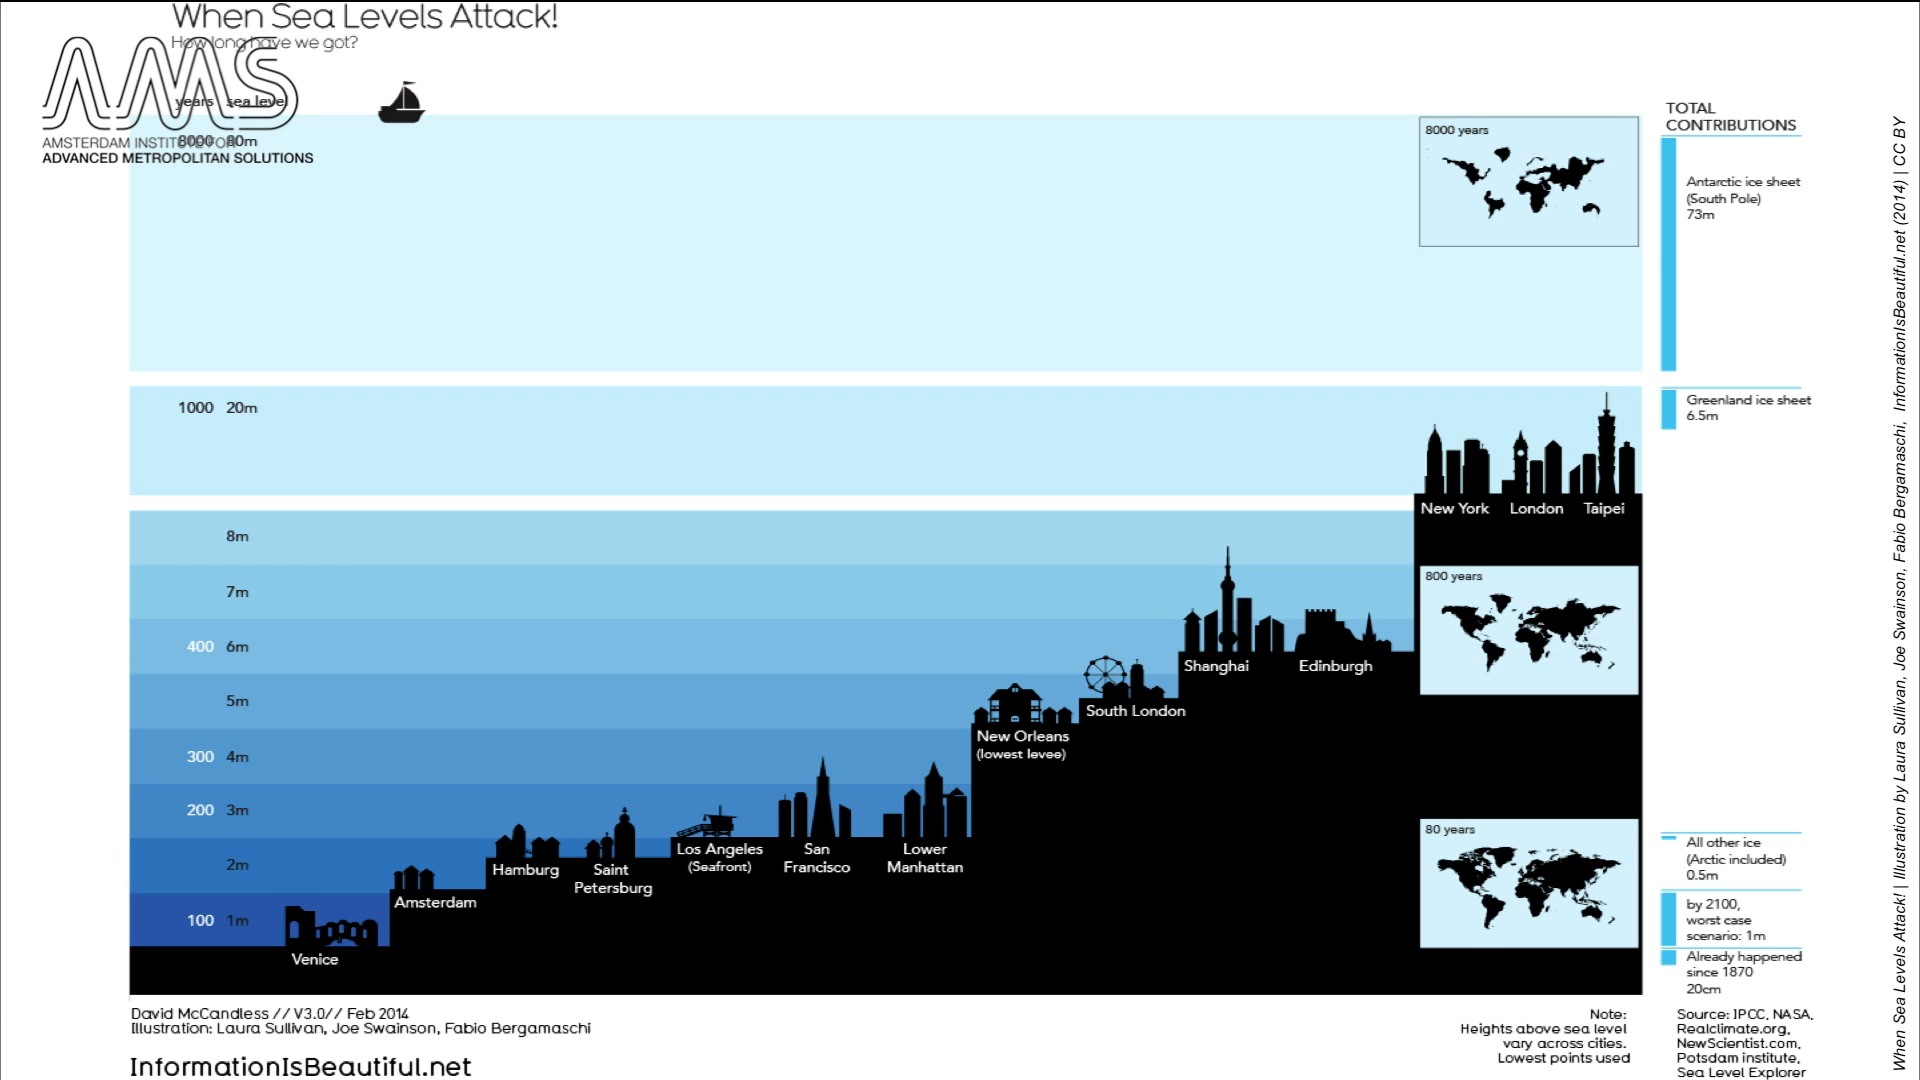 When Sea Levels Attack!
How long have we got?
AMS
AMSTERDAM INSTITUTE FOR
ADVANCED METROPOLITAN SOLUTIONS
years sea level
8000 80m
1000 20m
8m
7m
400 6m
5m
300 4m
200 3m
2m
100 1m
Venice
Amsterdam
Hamburg
Saint
Petersburg
Los Angeles
(Seafront)
San
Francisco
Lower
Manhattan
New Orleans
(lowest levee)
South London
Shanghai
Edinburgh
New York
London
Taipei
8000 years
800 years
80 years
TOTAL
CONTRIBUTIONS
Antarctic ice sheet
(South Pole)
73m
Greenland ice sheet
6.5m
All other ice
(Arctic included)
0.5m
by 2100,
worst case
scenario: 1m
Already happened
since 1870
20cm
David McCandless // V3.0// Feb 2014
Illustration: Laura Sullivan, Joe Swainson, Fabio Bergamaschi
InformationIsBeautiful.net
Note:
Heights above sea level
vary across cities.
Lowest points used
Source: IPCC, NASA,
Realclimate.org,
NewScientist.com,
Potsdam institute,
Sea Level Explorer
When Sea Levels Attack! | Illustration by Laura Sullivan, Joe Swainson, Fabio Bergamaschi, InformationIsBeautiful.net (2014) | CC BY